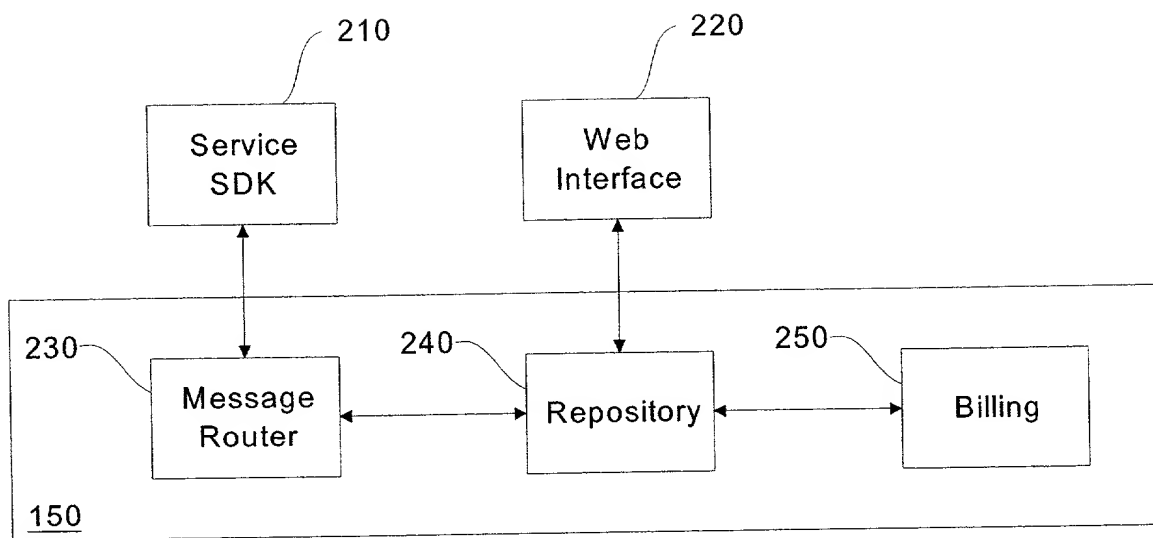 210
220
Service
SDK
Web
Interface
230
240
250
Message
Router
Repository
Billing
150